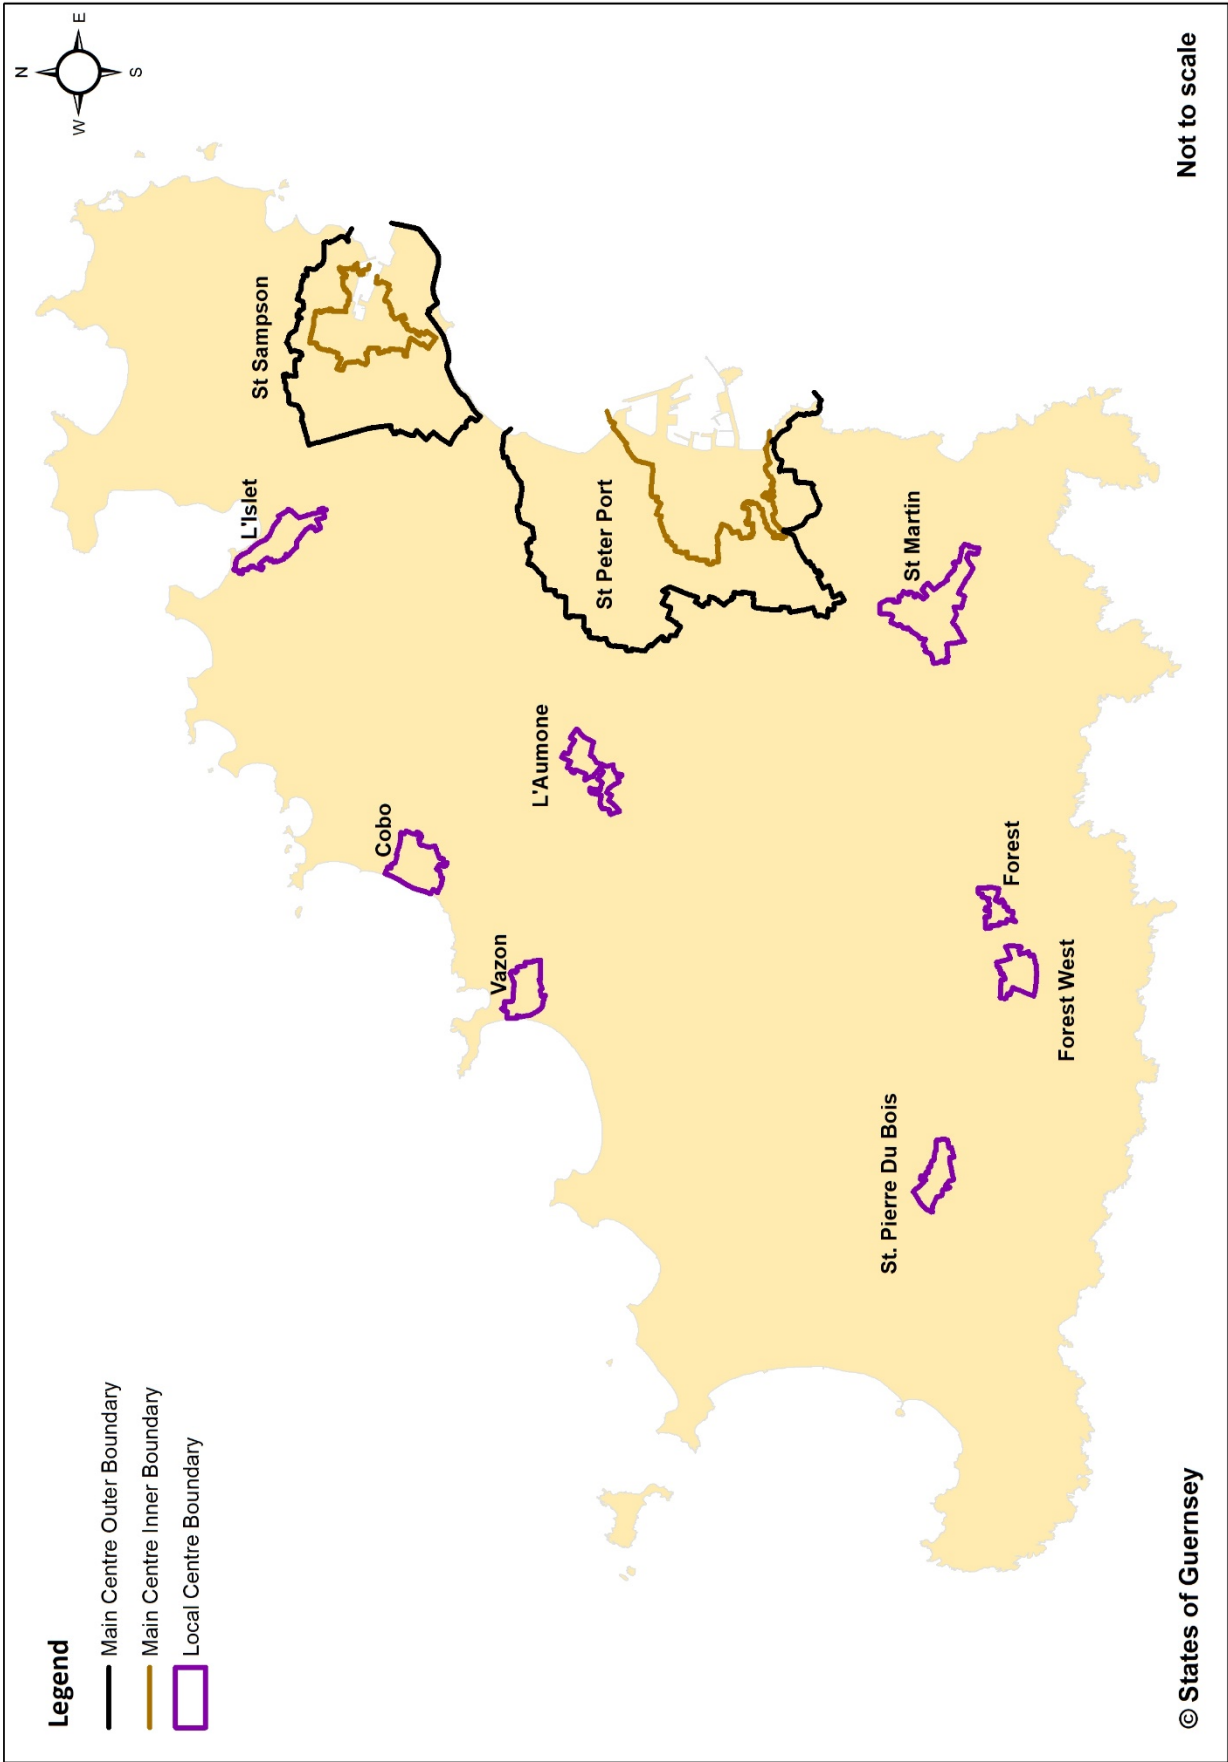 N
W
E
S
Legend
Main Centre Outer Boundary
Main Centre Inner Boundary
Local Centre Boundary
L'Islet
St Sampson
Cobo
Vazon
L'Aumone
St Peter Port
St. Pierre Du Bois
St Martin
Forest West
Forest
© States of Guernsey
Not to scale